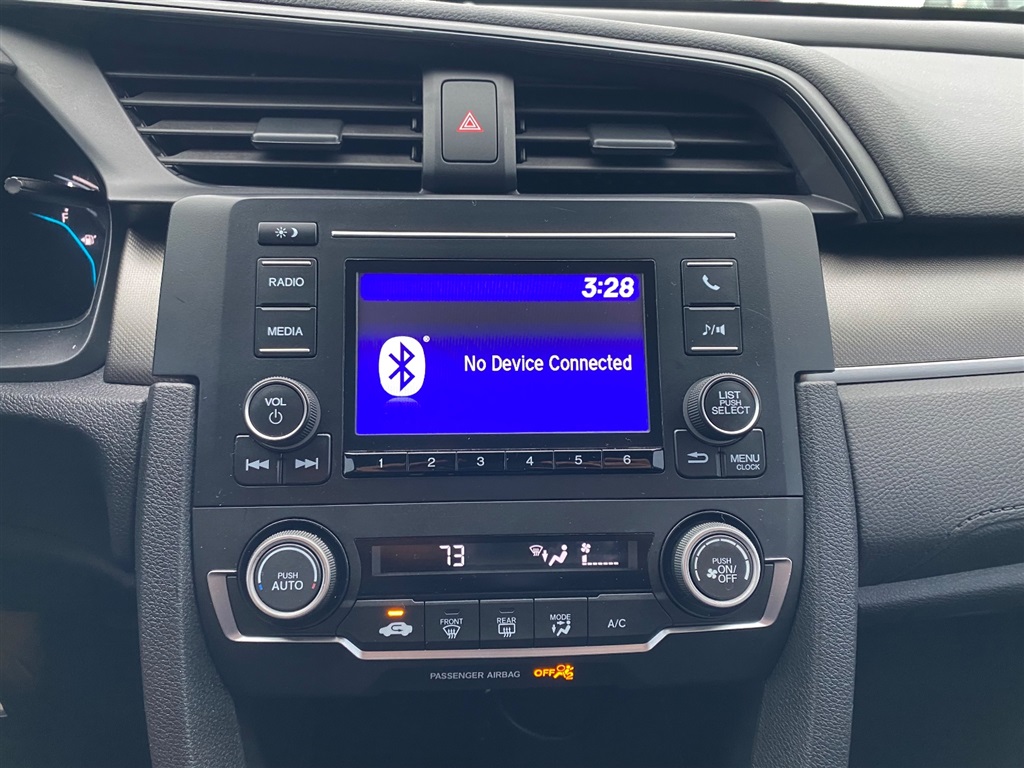 F
RADIO
MEDIA
3:28
®
No Device Connected
VOL
LIST
PUSH
SELECT
1 2 3 4 5 6
MENU
CLOCK
73
PUSH
AUTO
PUSH
ON/
OFF
FRONT
REAR
MODE
A/C
PASSENGER AIRBAG OFF